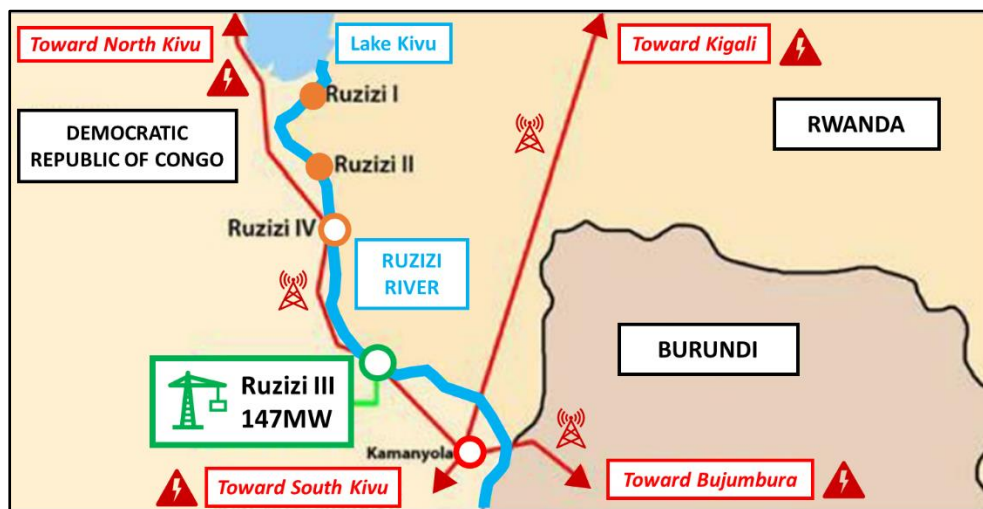 Toward North Kivu
Lake Kivu
Toward Kigali
Ruzizi I
DEMOCRATIC
REPUBLIC OF CONGO
RWANDA
Ruzizi II
Ruzizi IV
RUZIZI
RIVER
BURUNDI
Ruzizi III
147MW
Kamanyola
Toward South Kivu
Toward Bujumbura